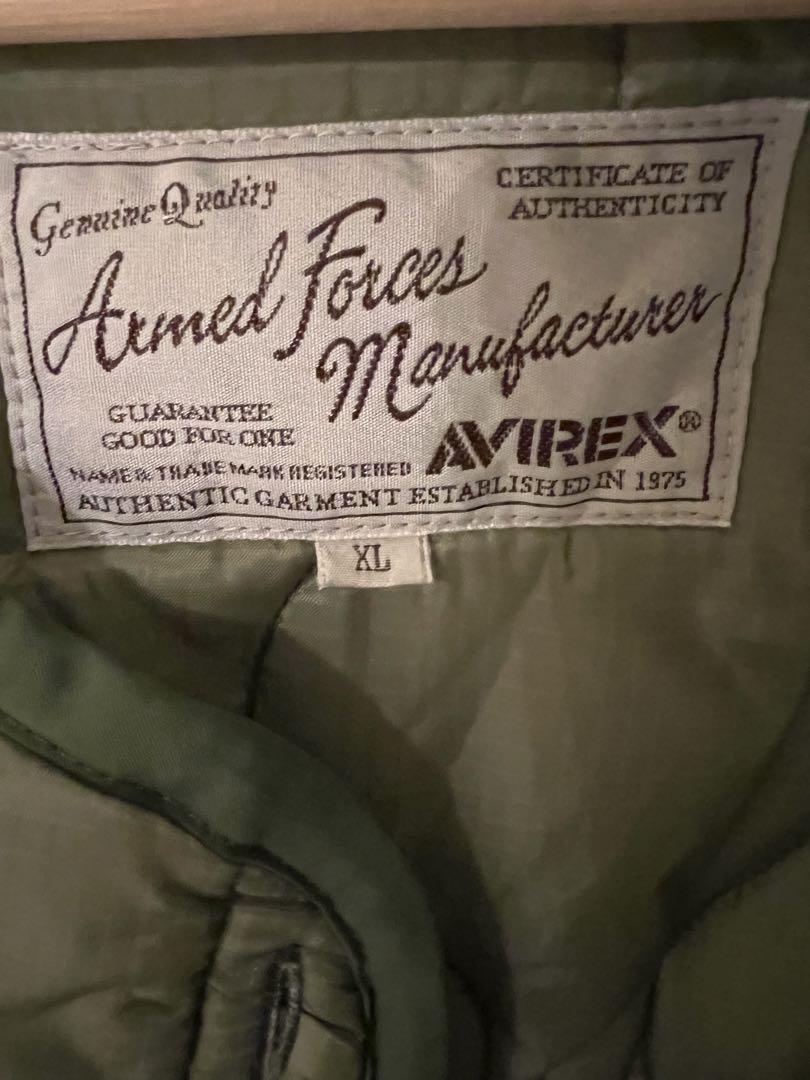 Genuine Quality
CERTIFICATE OF
AUTHENTICITY
Armed Forces
Manufacturer
GUARANTEE
GOOD FOR ONE
NAME & TRADE MARK REGISTERED
AVIREX®
AUTHENTIC GARMENT ESTABLISHED IN 1975
XL